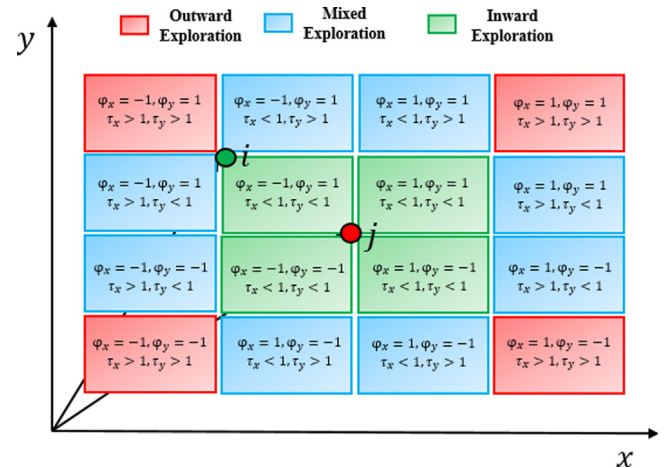 Outward Exploration
Mixed Exploration
Inward Exploration
y
φx = −1, φy = 1
τx > 1, τy > 1
φx = −1, φy = 1
τx < 1, τy > 1
φx = 1, φy = 1
τx < 1, τy > 1
φx = 1, φy = 1
τx > 1, τy > 1
i
φx = −1, φy = 1
τx > 1, τy < 1
φx = −1, φy = 1
τx < 1, τy < 1
φx = 1, φy = 1
τx < 1, τy < 1
φx = 1, φy = 1
τx > 1, τy < 1
j
φx = −1, φy = −1
τx > 1, τy < 1
φx = −1, φy = −1
τx < 1, τy < 1
φx = 1, φy = −1
τx < 1, τy < 1
φx = 1, φy = −1
τx > 1, τy < 1
φx = −1, φy = −1
τx > 1, τy > 1
φx = 1, φy = −1
τx < 1, τy > 1
φx = 1, φy = −1
τx < 1, τy > 1
φx = 1, φy = −1
τx > 1, τy > 1
x